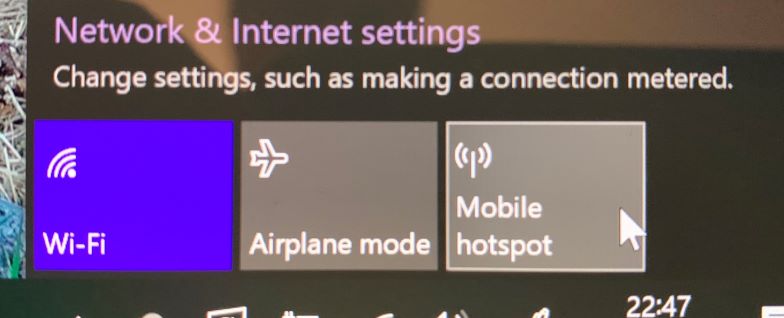 Network & Internet settings
Change settings, such as making a connection metered.
Wi-Fi
Airplane mode
Mobile
hotspot
22:47